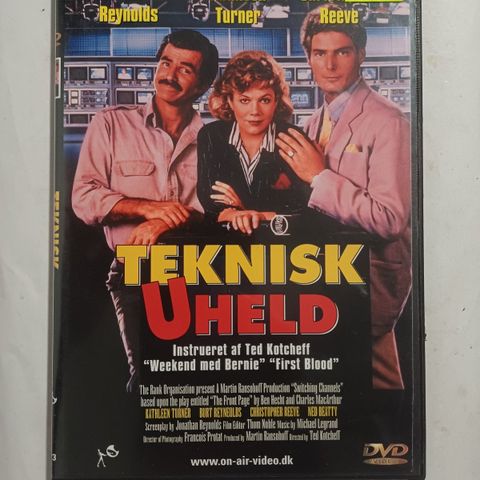 Reynolds Turner Reeve
TEKNISK
UHELD
Instrueret af Ted Kotcheff
"Weekend med Bernie" "First Blood"
The Rank Organisation present A Martin Ransohoff Production "Switching Channels"
based upon the play entitled "The Front Page" by Ben Hecht and Charles MacArthur
KATHLEEN TURNER BURT REYNOLDS CHRISTOPHER REEVE NED BEATTY
Screenplay by Jonathan Reynolds Film Editor Thom Noble Music by Michael Legrand
Director of Photography François Protat Produced by Martin Ransohoff Directed by Ted Kotcheff
www.on-air-video.dk
DVD
VIDEO
TEKNISK